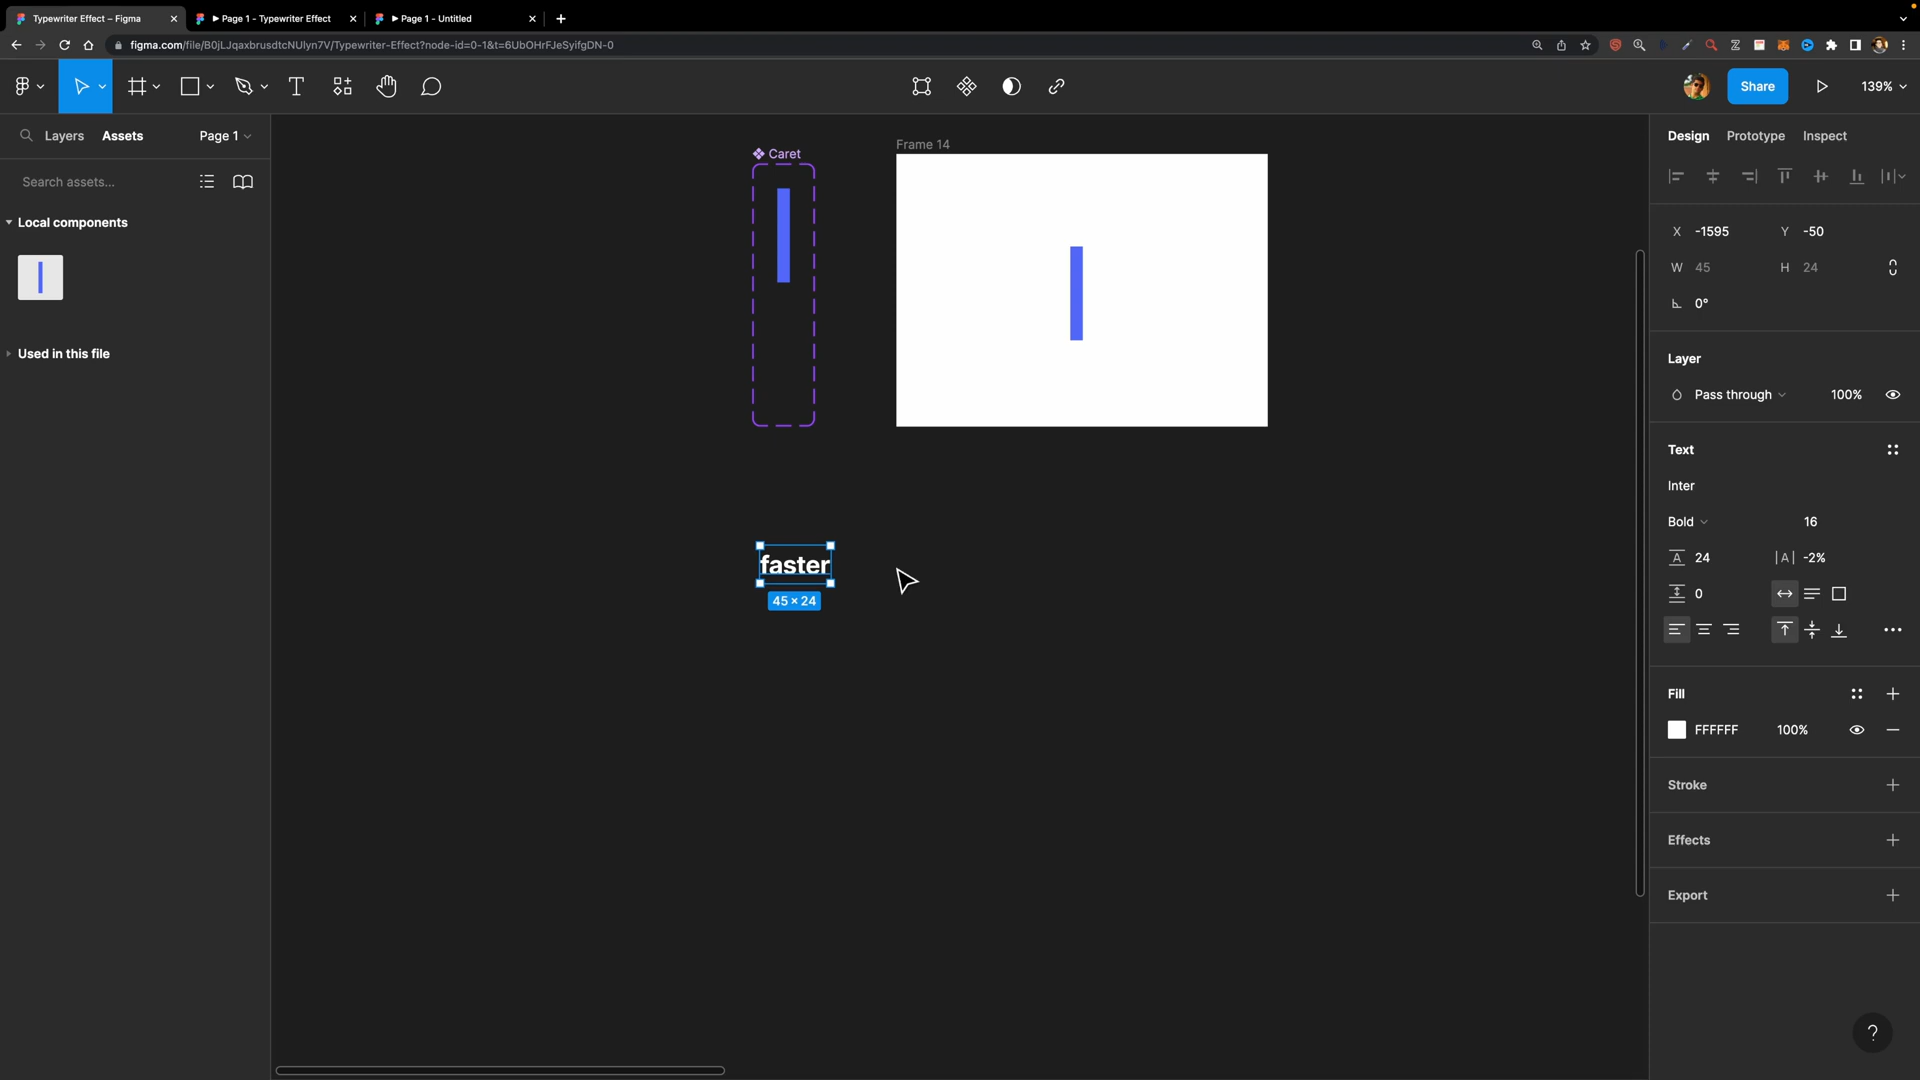 Typewriter Effect – Figma
Page 1 - Typewriter Effect
Page 1 - Untitled
figma.com/file/B0jLJqaxbrusdtcNUlyn7V/Typewriter-Effect?node-id=0-1&t=6UbOHrFJeSyifgDN-0
Share
139%
Layers
Assets
Page 1
Search assets...
Local components
Used in this file
Caret
Frame 14
faster
45 × 24
Design
Prototype
Inspect
X -1595
Y -50
W 45
H 24
0°
Layer
Pass through
100%
Text
Inter
Bold
16
24
-2%
0
Fill
FFFFFF
100%
Stroke
Effects
Export
?